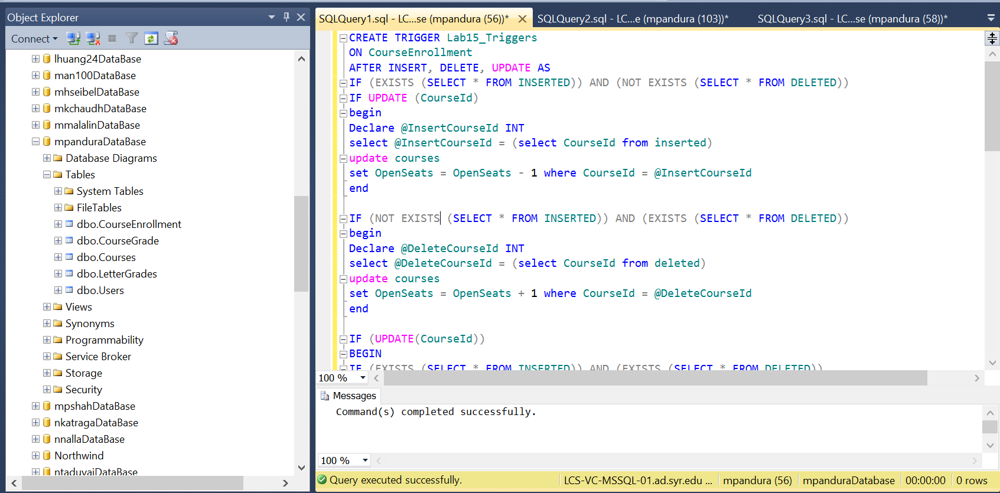 Object Explorer
Connect
lhuang24DataBase
man100DataBase
mhseibelDataBase
mkchaudhDataBase
mmalalinDataBase
mpanduraDataBase
Database Diagrams
Tables
System Tables
FileTables
dbo.CourseEnrollment
dbo.CourseGrade
dbo.Courses
dbo.LetterGrades
dbo.Users
Views
Synonyms
Programmability
Service Broker
Storage
Security
mpshahDataBase
nkatragaDataBase
nnallaDataBase
Northwind
ntaduvaiDataBase
SQLQuery1.sql - LC...se (mpandura (56))* SQLQuery2.sql - LC...e (mpandura (103))* SQLQuery3.sql - LC...se (mpandura (58))*
CREATE TRIGGER Lab15_Triggers
ON CourseEnrollment
AFTER INSERT, DELETE, UPDATE AS
IF (EXISTS (SELECT * FROM INSERTED)) AND (NOT EXISTS (SELECT * FROM DELETED))
IF UPDATE (CourseId)
begin
Declare @InsertCourseId INT
select @InsertCourseId = (select CourseId from inserted)
update courses
set OpenSeats = OpenSeats - 1 where CourseId = @InsertCourseId
end
IF (NOT EXISTS (SELECT * FROM INSERTED)) AND (EXISTS (SELECT * FROM DELETED))
begin
Declare @DeleteCourseId INT
select @DeleteCourseId = (select CourseId from deleted)
update courses
set OpenSeats = OpenSeats + 1 where CourseId = @DeleteCourseId
end
IF (UPDATE(CourseId))
BEGIN
IF (EXISTS (SELECT * FROM INSERTED)) AND (EXISTS (SELECT * FROM DELETED))
100 %
Messages
Command(s) completed successfully.
100 %
Query executed successfully. LCS-VC-MSSQL-01.ad.syr.edu ... mpandura (56) mpanduraDatabase 00:00:00 0 rows